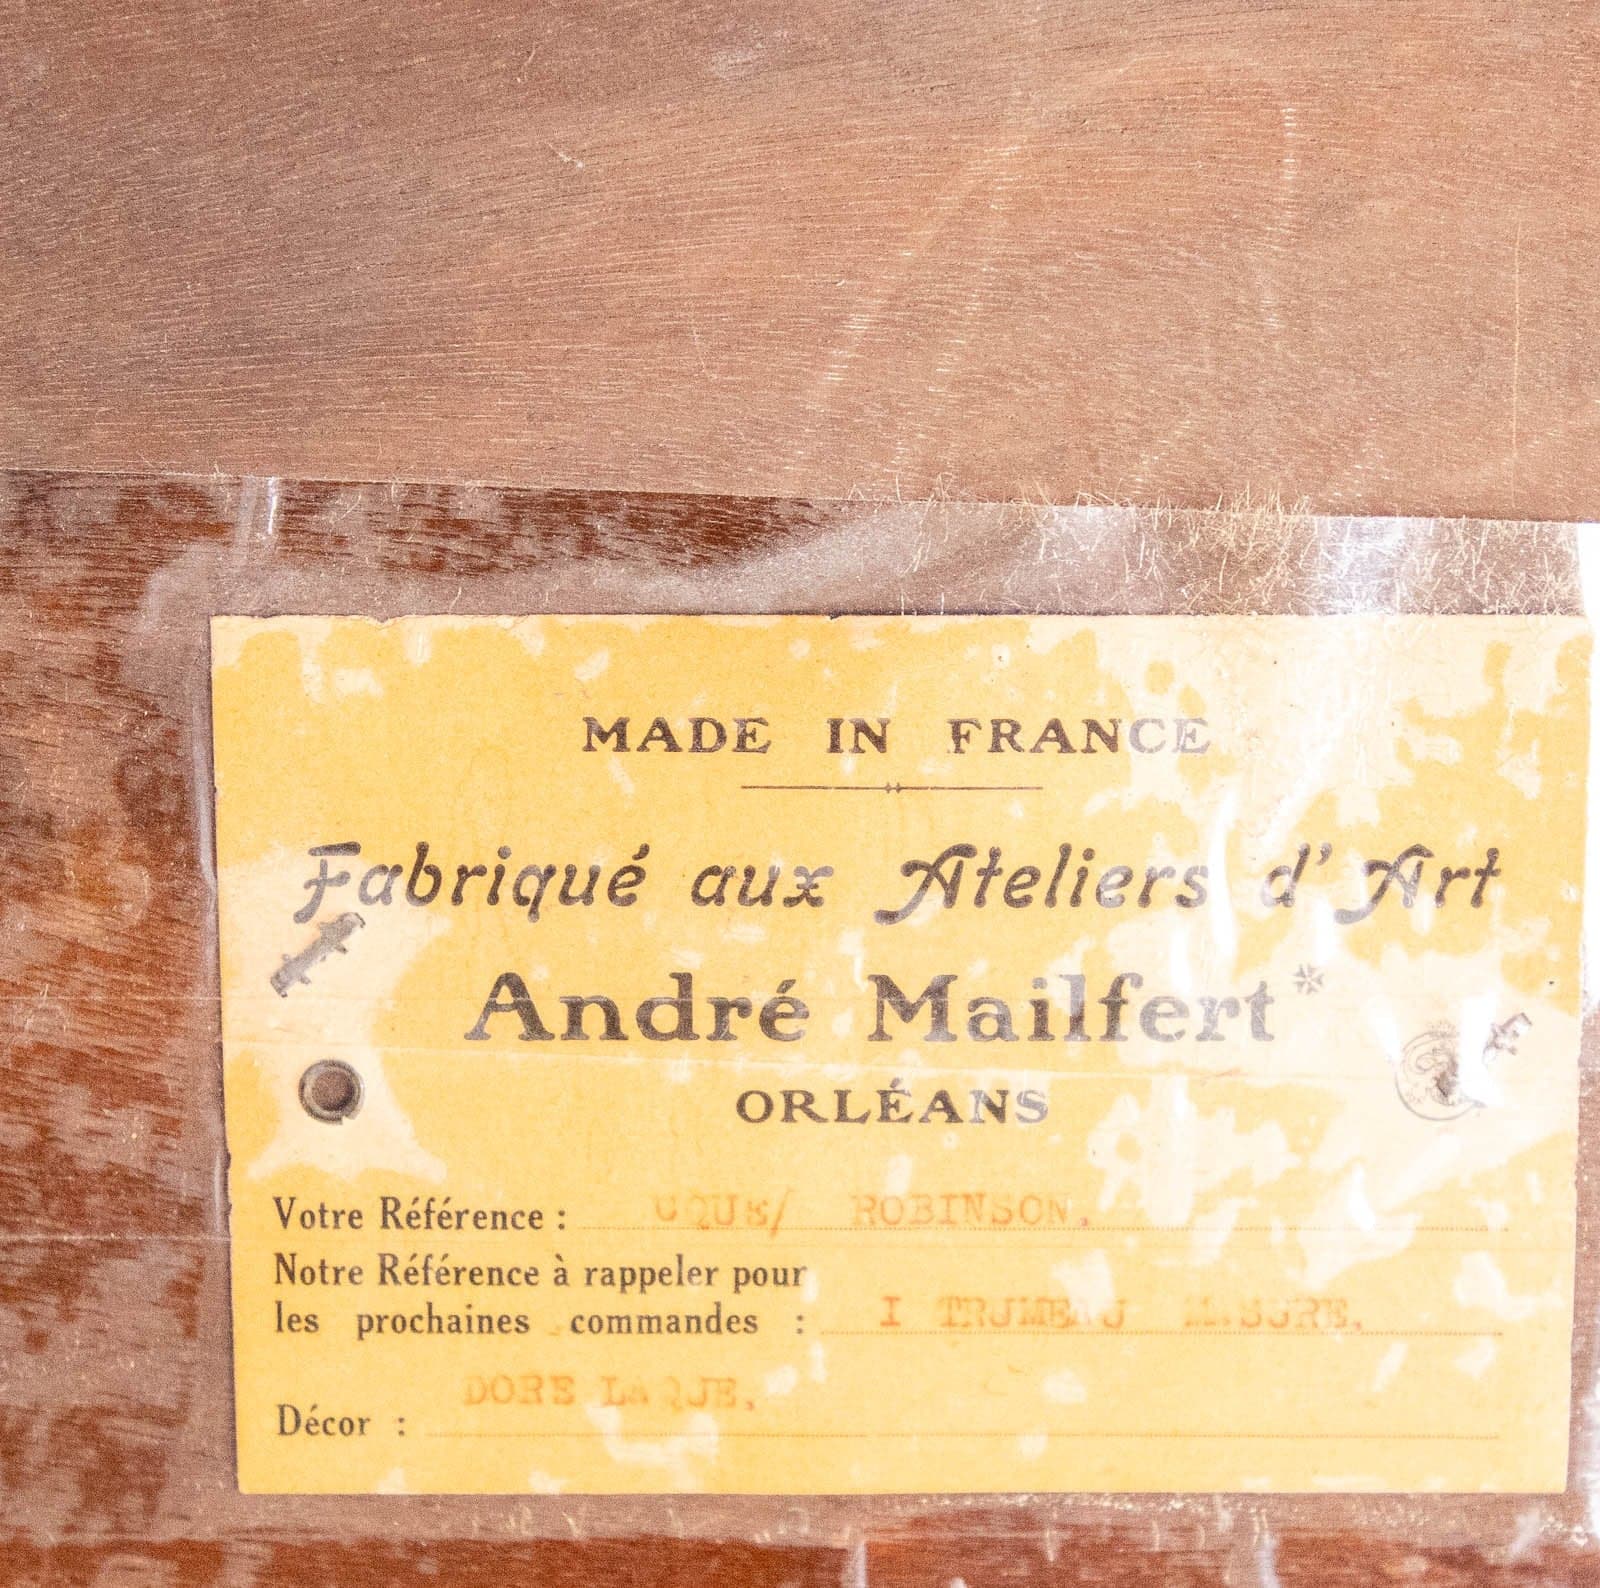 MADE IN FRANCE
Fabriqué aux Ateliers d'Art
André Mailfert*
ORLÉANS
Votre Référence : ROBINSON.
Notre Référence à rappeler pour
les prochaines commandes : I TRUMEAU
DORE LAQUE.
Décor :